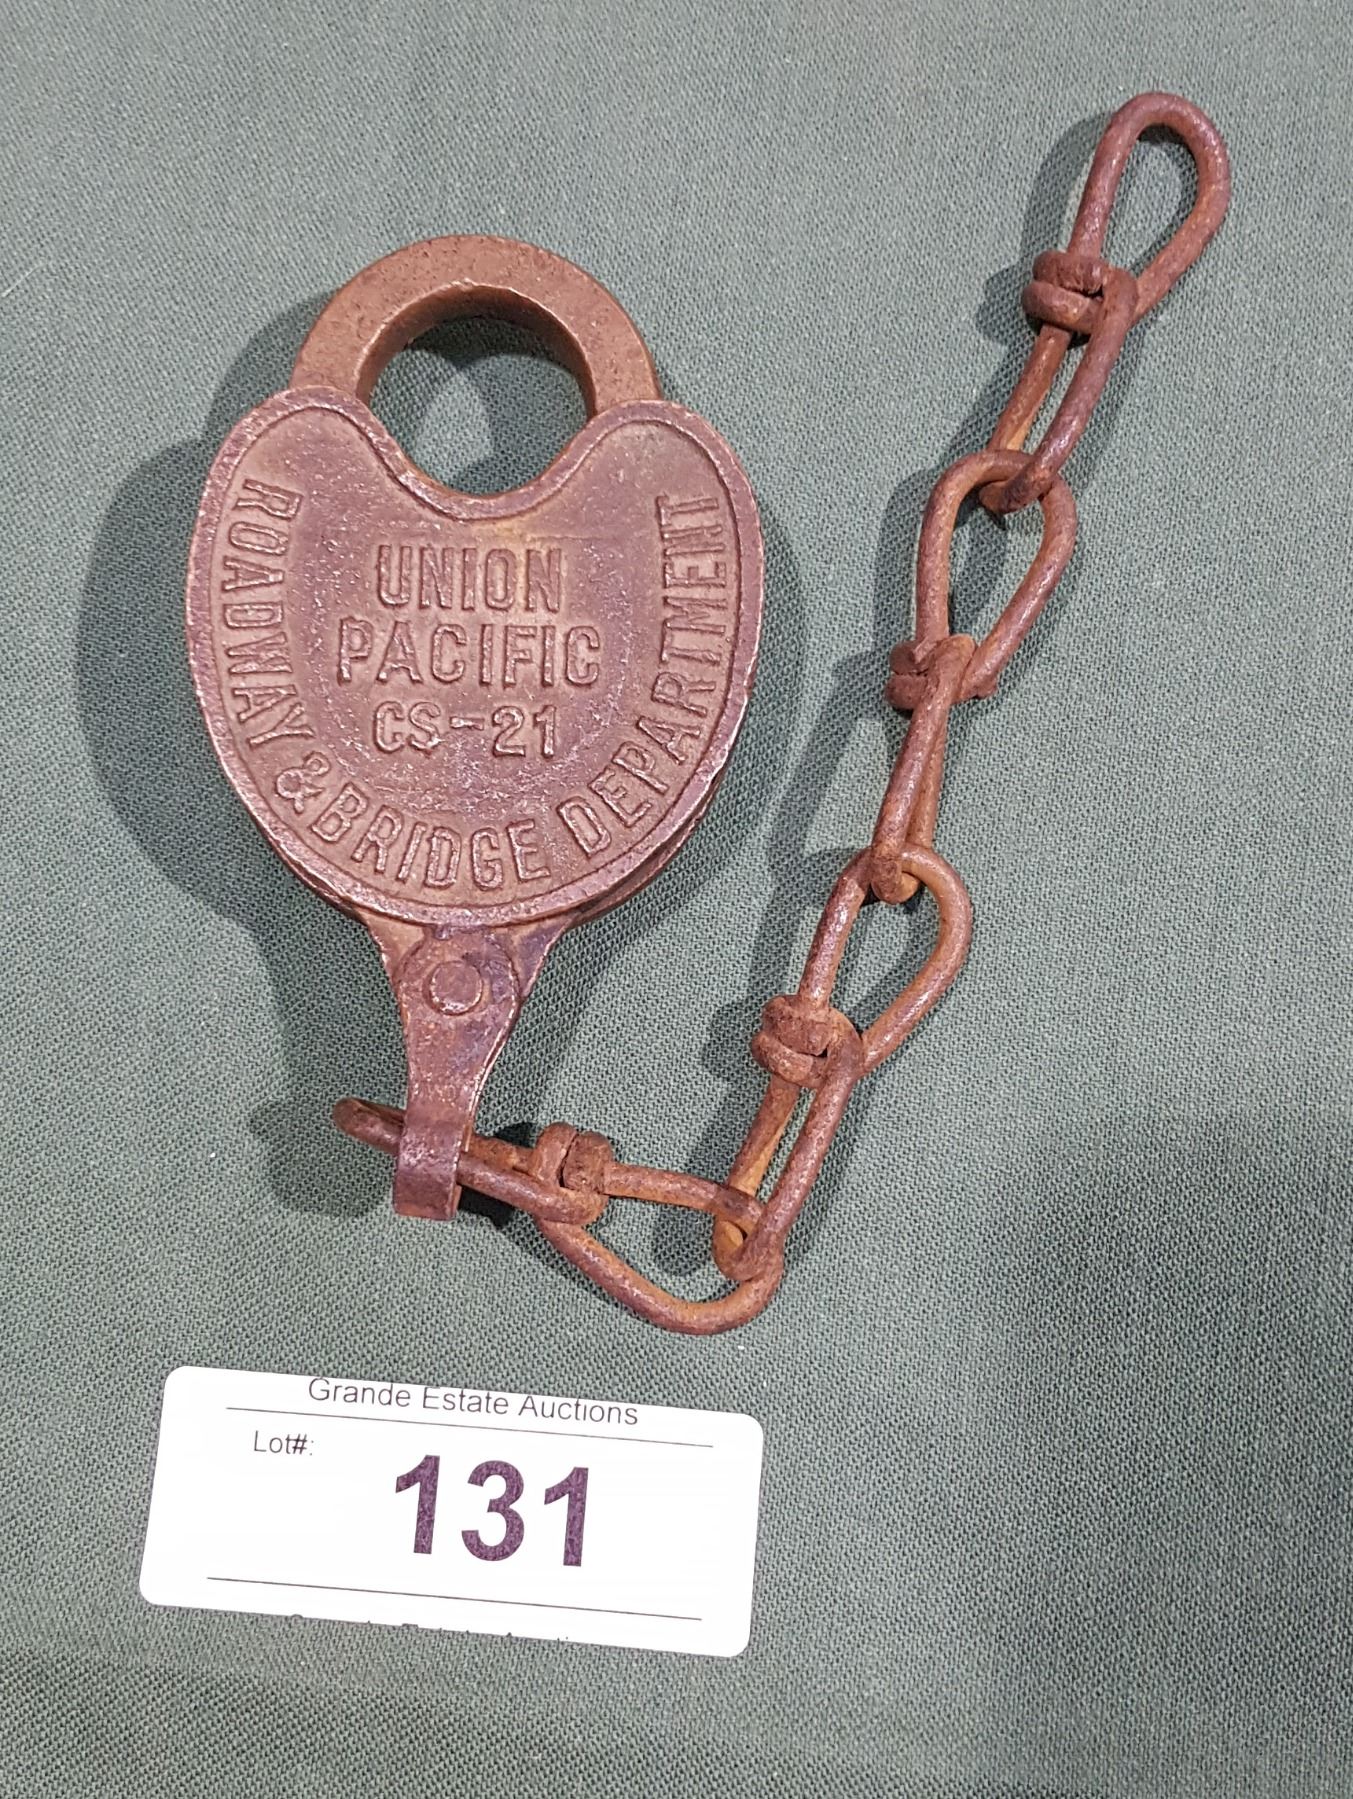 UNION
PACIFIC
CS-21
ROADWAY & BRIDGE DEPARTMENT
Grande Estate Auctions
Lot#:
131